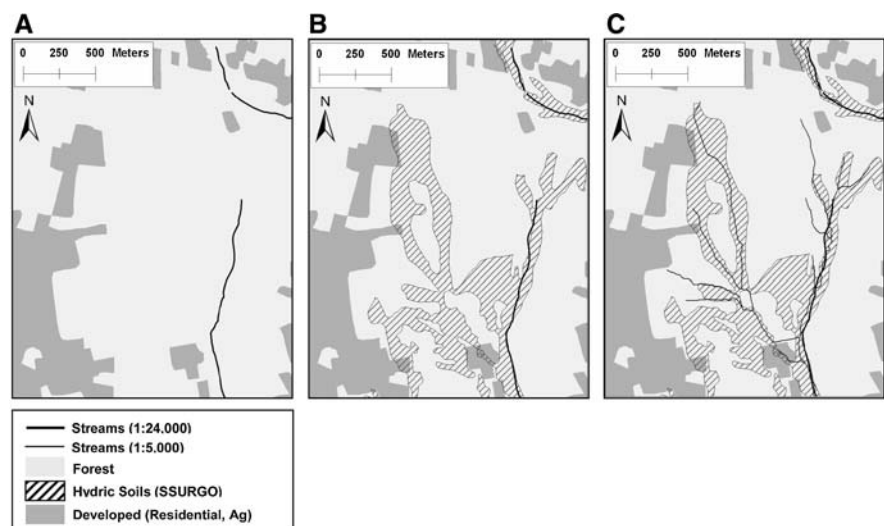 A
B
C
0 250 500 Meters
0 250 500 Meters
0 250 500 Meters
N
N
N
Streams (1:24,000)
Streams (1:5,000)
Forest
Hydric Soils (SSURGO)
Developed (Residential, Ag)